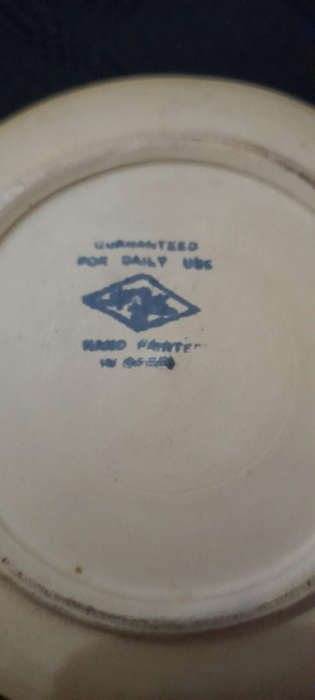 GUARANTEED
FOR DAILY USE
HAND PAINTED
IN